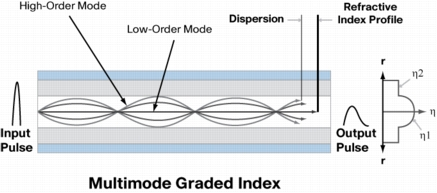 High-Order Mode
Low-Order Mode
Dispersion
Refractive
Index Profile
r
η2
η
η1
r
Input
Pulse
Output
Pulse
Multimode Graded Index